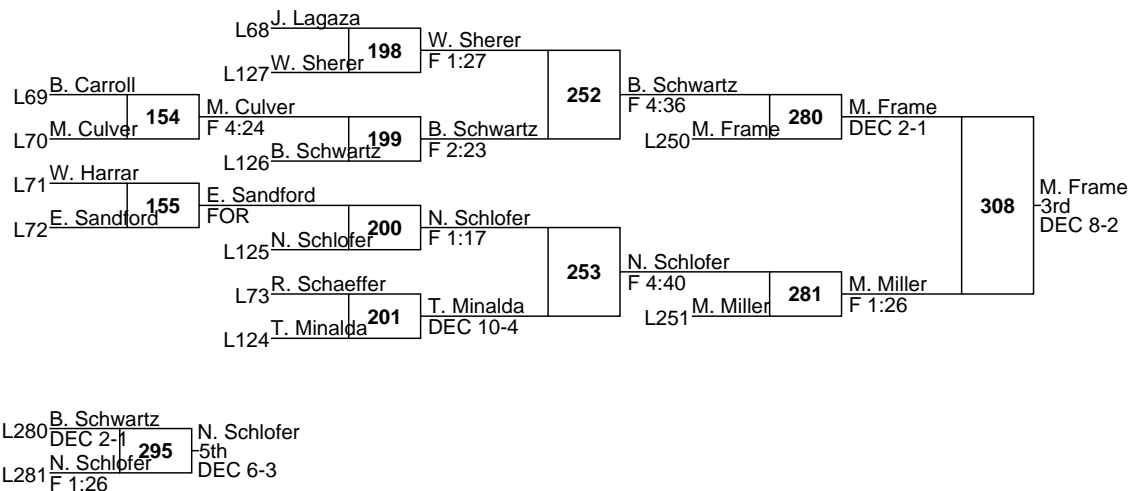 J. Lagaza
L68
198
W. Sherer
F 1:27
W. Sherer
L127
B. Carroll
L69
154
M. Culver
F 4:24
M. Culver
L70
199
B. Schwartz
F 2:23
B. Schwartz
L126
252
B. Schwartz
F 4:36
M. Frame
L250
280
M. Frame
DEC 2-1
W. Harrar
L71
155
E. Sandford
FOR
E. Sandford
L72
200
N. Schlofer
F 1:17
N. Schlofer
L125
R. Schaeffer
L73
201
T. Minalda
DEC 10-4
T. Minalda
L124
253
N. Schlofer
F 4:40
M. Miller
L251
281
M. Miller
F 1:26
308
M. Frame
3rd
DEC 8-2
B. Schwartz
L280
DEC 2-1
295
N. Schlofer
5th
DEC 6-3
N. Schlofer
L281
F 1:26